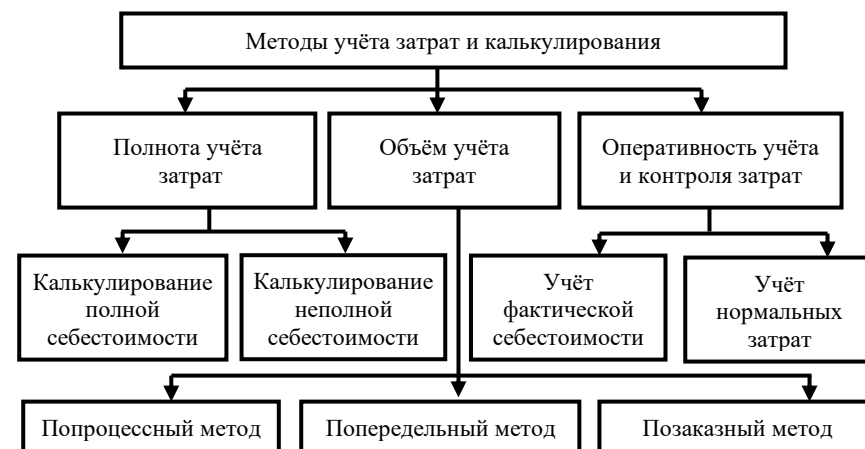 Методы учёта затрат и калькулирования
Полнота учёта
затрат
Объём учёта
затрат
Оперативность учёта
и контроля затрат
Калькулирование
полной
себестоимости
Калькулирование
неполной
себестоимости
Учёт
фактической
себестоимости
Учёт
нормальных
затрат
Попроцессный метод
Попередельный метод
Позаказный метод